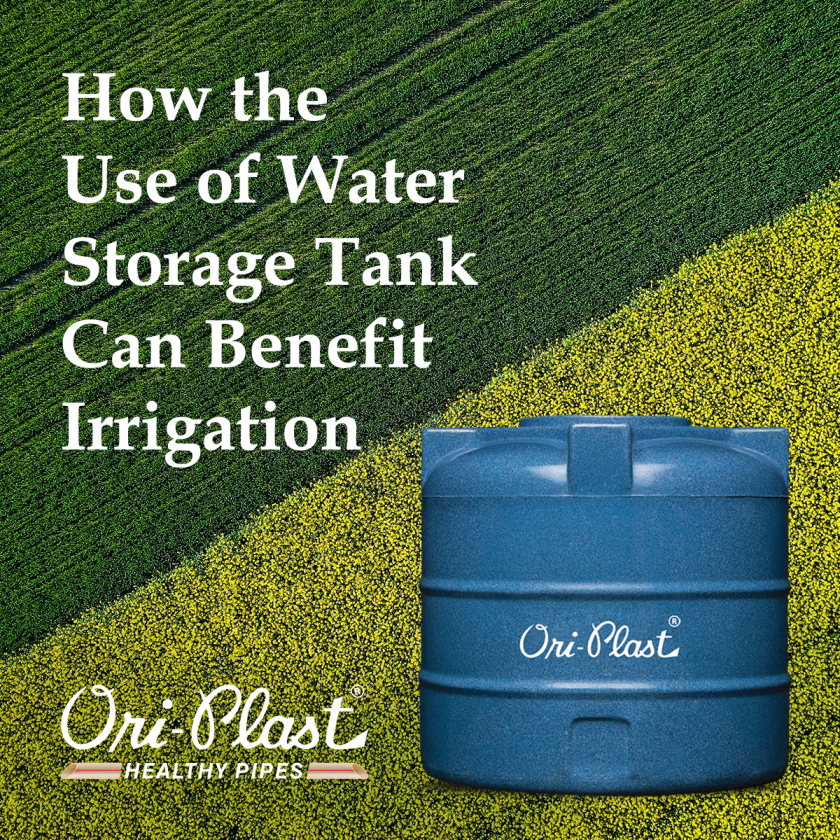 How the
Use of Water
Storage Tank
Can Benefit
Irrigation
Ori-Plast®
Ori-Plast®
HEALTHY PIPES